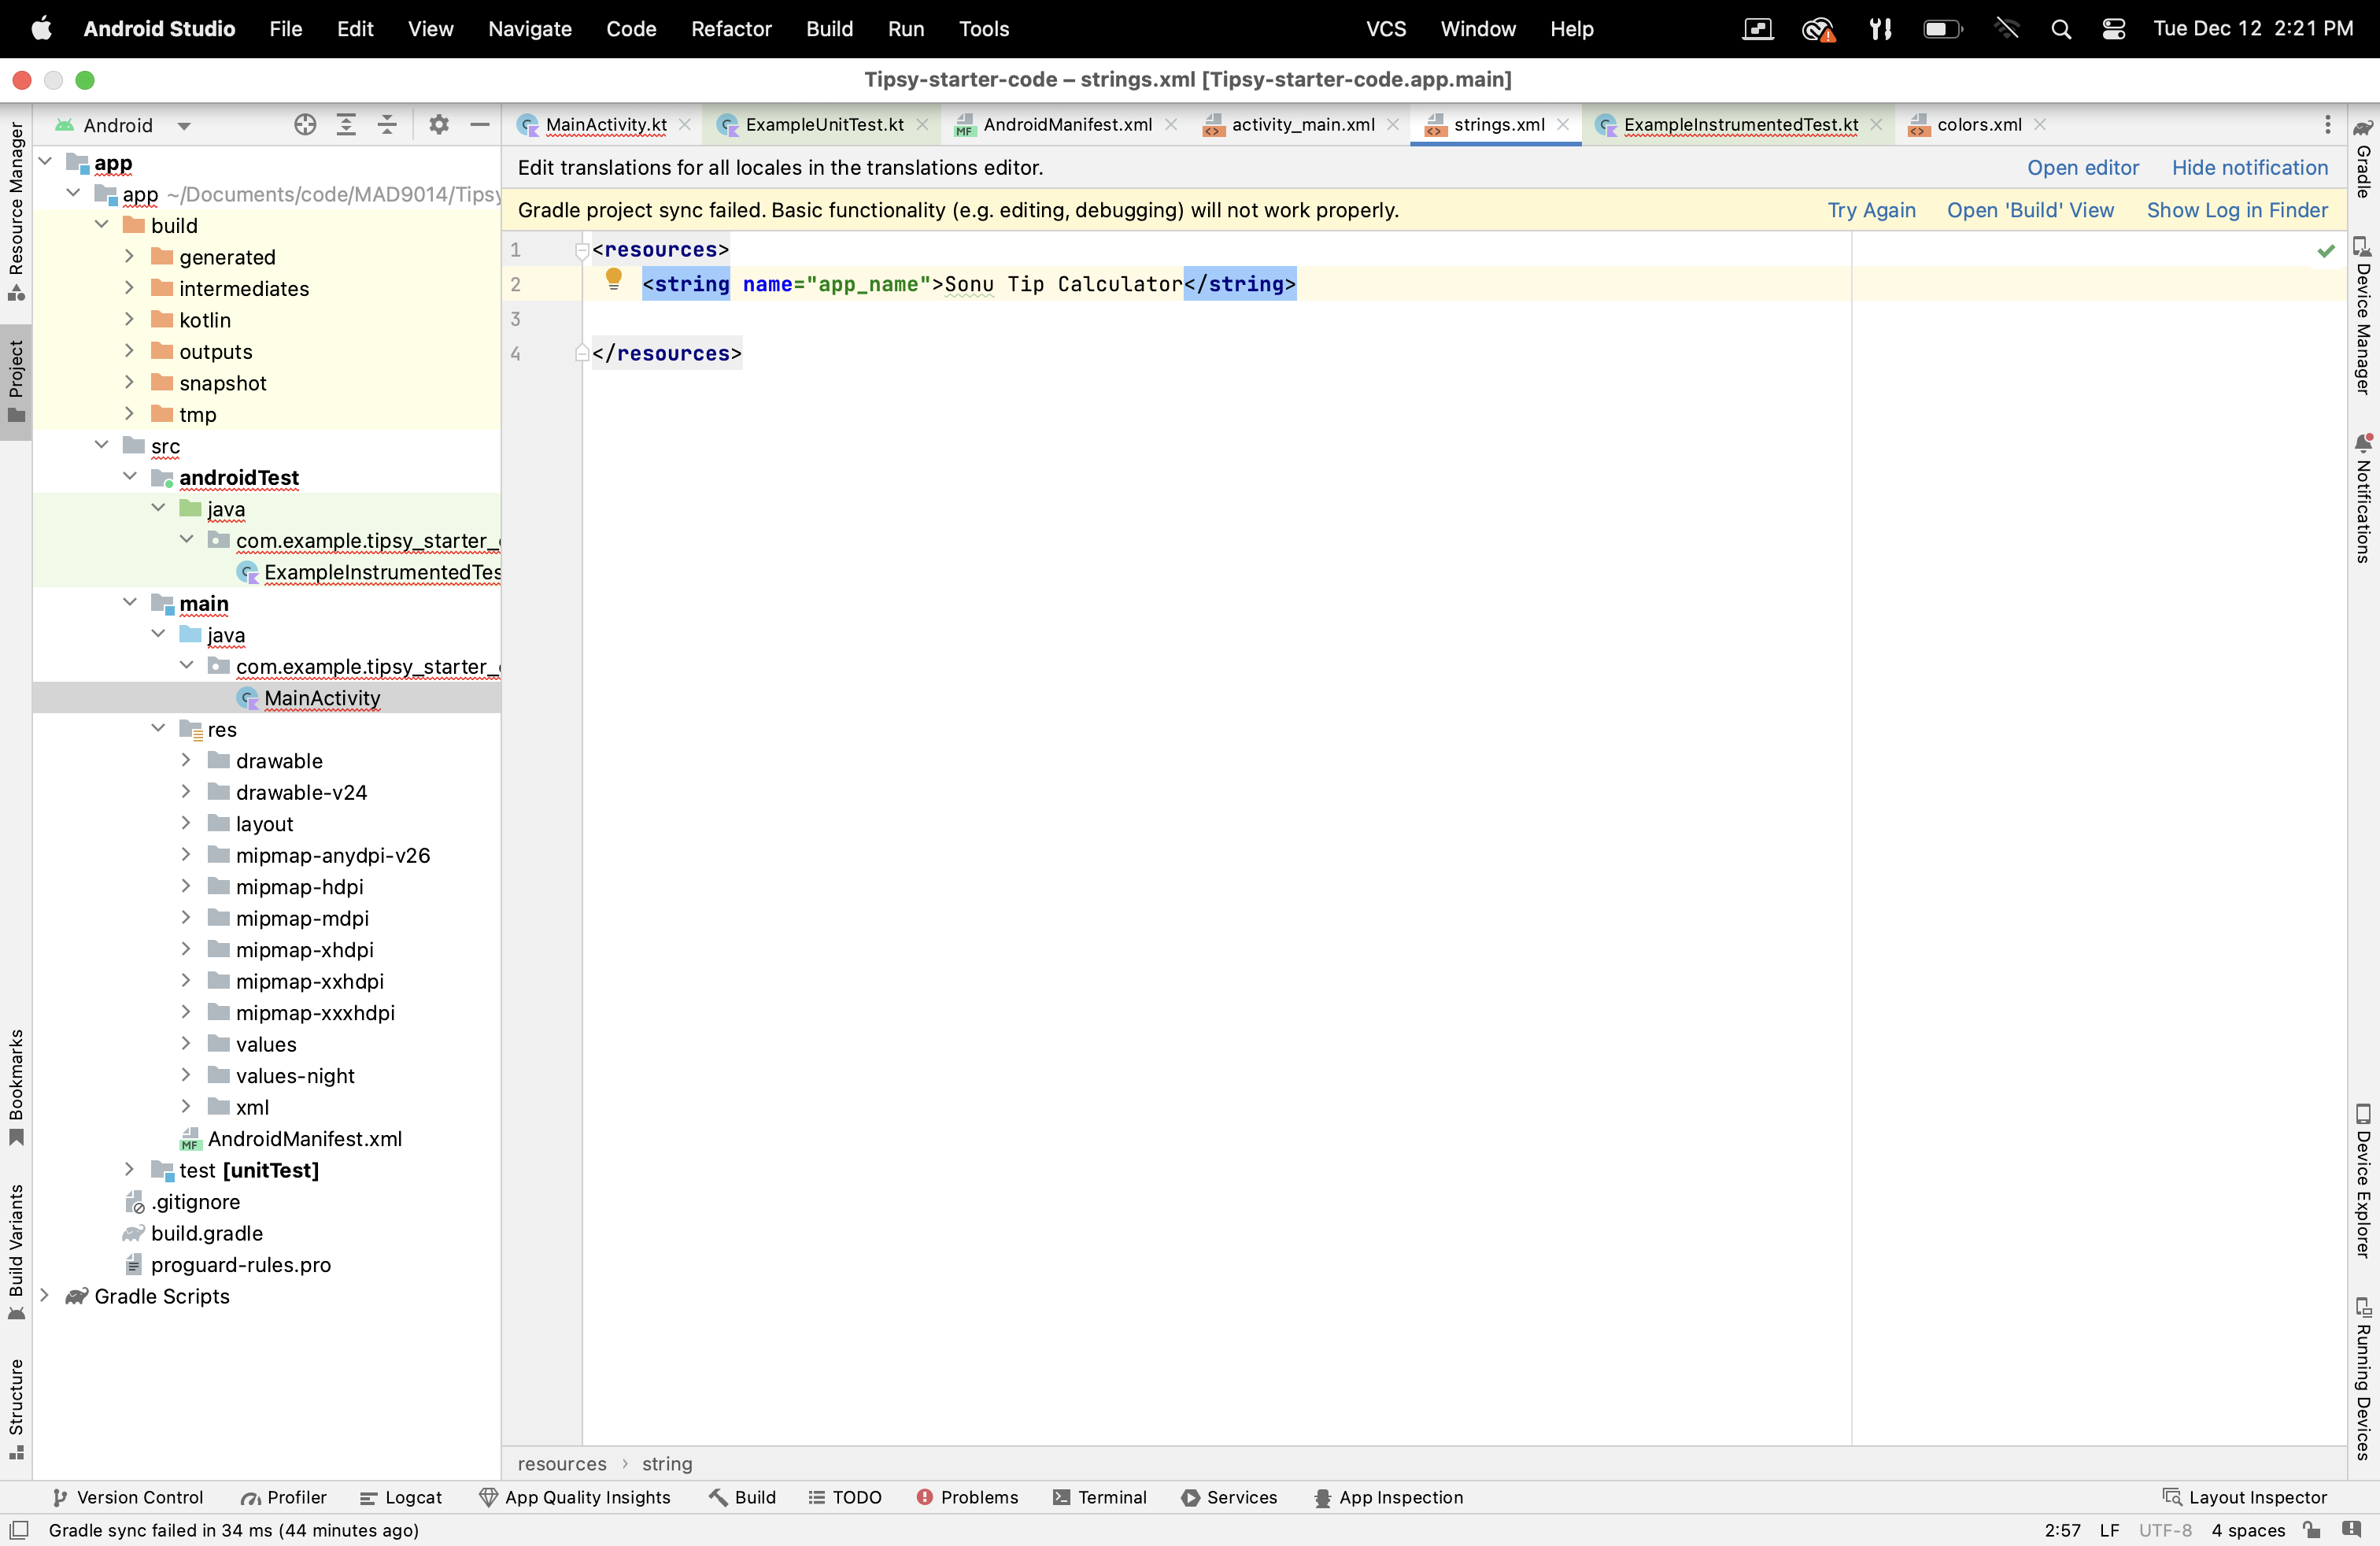 Android Studio File Edit View Navigate Code Refactor Build Run Tools VCS Window Help Tue Dec 12 2:21 PM
Tipsy-starter-code – strings.xml [Tipsy-starter-code.app.main]
Android
MainActivity.kt ExampleUnitTest.kt AndroidManifest.xml activity_main.xml strings.xml ExampleInstrumentedTest.kt colors.xml
Edit translations for all locales in the translations editor. Open editor Hide notification
Gradle project sync failed. Basic functionality (e.g. editing, debugging) will not work properly. Try Again Open 'Build' View Show Log in Finder
Resource Manager
Project
Bookmarks
Build Variants
Structure
app
app ~/Documents/code/MAD9014/Tipsy
build
generated
intermediates
kotlin
outputs
snapshot
tmp
src
androidTest
java
com.example.tipsy_starter_
ExampleInstrumentedTes
main
java
com.example.tipsy_starter_
MainActivity
res
drawable
drawable-v24
layout
mipmap-anydpi-v26
mipmap-hdpi
mipmap-mdpi
mipmap-xhdpi
mipmap-xxhdpi
mipmap-xxxhdpi
values
values-night
xml
MF AndroidManifest.xml
test [unitTest]
.gitignore
build.gradle
proguard-rules.pro
Gradle Scripts
1 <resources>
2 <string name="app_name">Sonu Tip Calculator</string>
3
4 </resources>
Gradle
Device Manager
Notifications
Device Explorer
Running Devices
resources › string
Version Control Profiler Logcat App Quality Insights Build TODO Problems Terminal Services App Inspection Layout Inspector
Gradle sync failed in 34 ms (44 minutes ago) 2:57 LF UTF-8 4 spaces